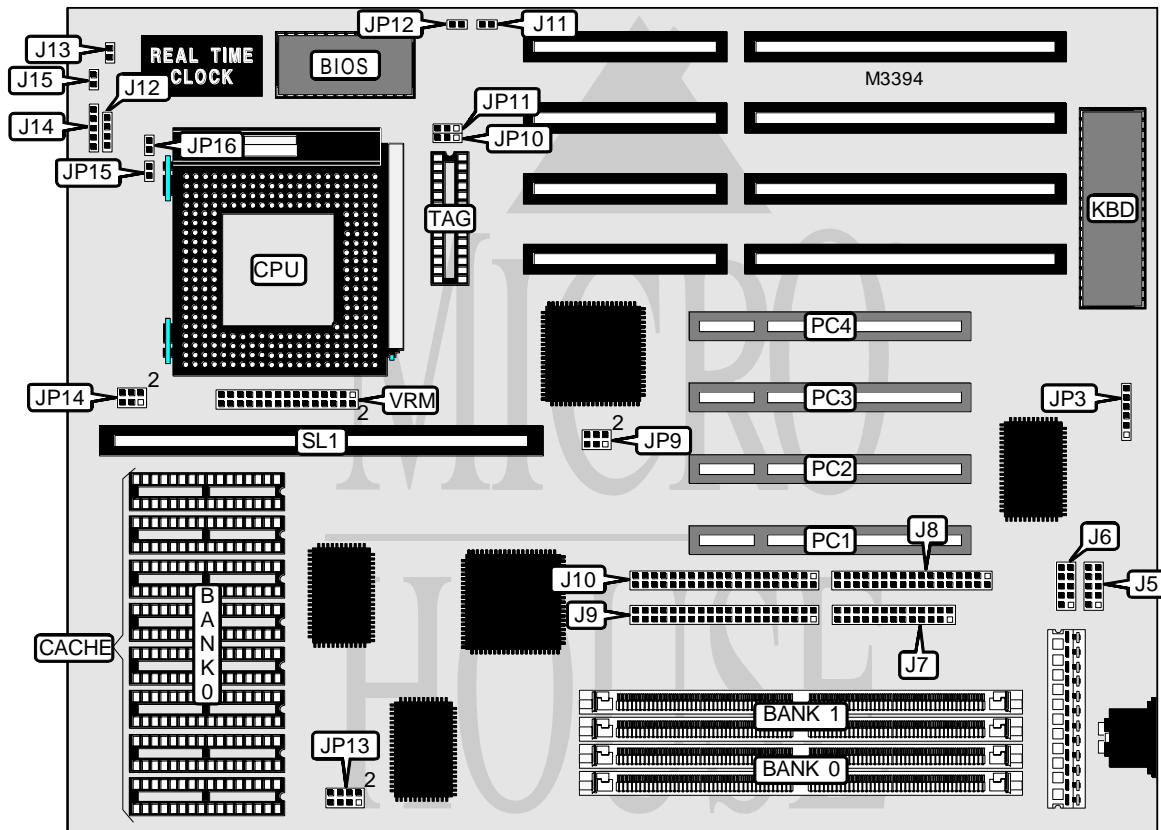 JP12
J11
J13
REAL TIME CLOCK
BIOS
M3394
J15
J12
J14
JP11
JP10
JP16
JP15
TAG
KBD
CPU
MICRO
PC4
JP14
2
VRM
2
PC3
JP3
SL1
2
JP9
PC2
PC1
J8
J6
J10
J5
BANK0
J9
CACHE
J7
HOUSE
BANK 1
JP13
2
BANK 0